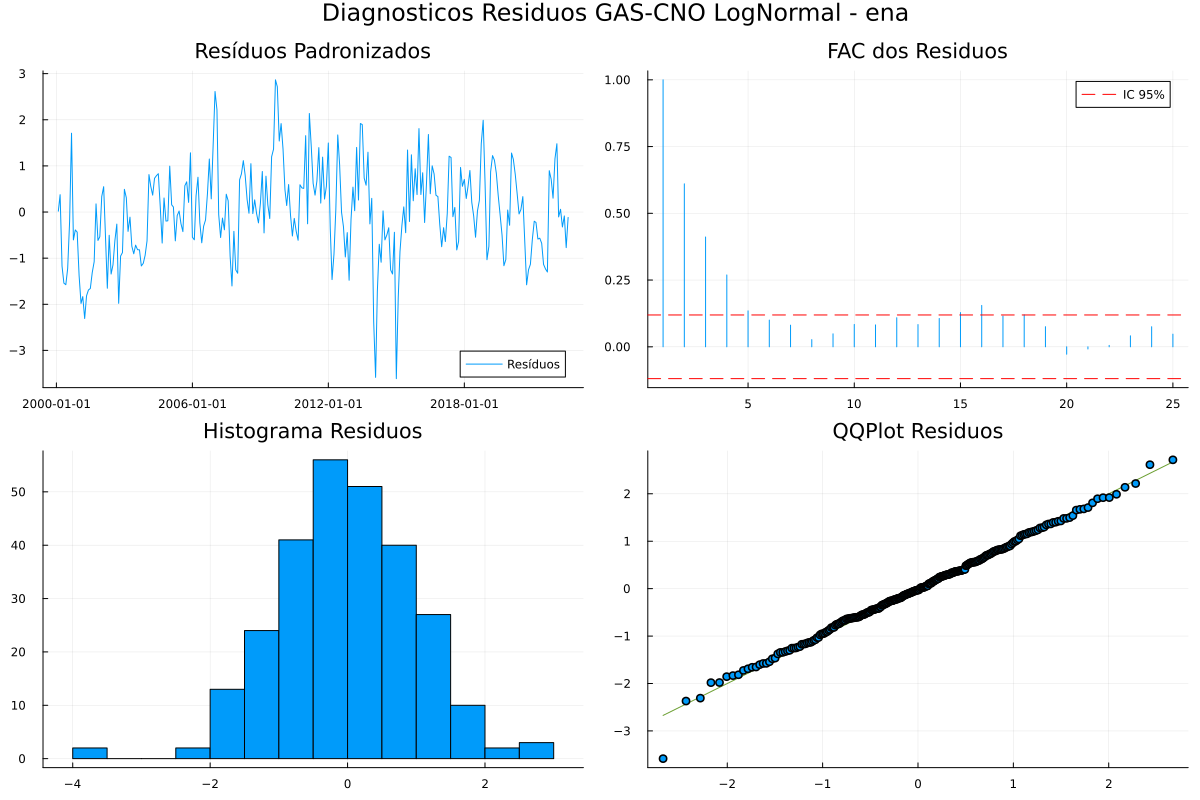 Diagnosticos Residuos GAS-CNO LogNormal - ena
Resíduos Padronizados
3
2
1
0
−1
−2
−3
2000-01-01 2006-01-01 2012-01-01 2018-01-01
Resíduos
FAC dos Residuos
1.00
0.75
0.50
0.25
0.00
5 10 15 20 25
IC 95%
Histograma Residuos
50
40
30
20
10
0
−4 −2 0 2
QQPlot Residuos
2
1
0
−1
−2
−3
−2 −1 0 1 2